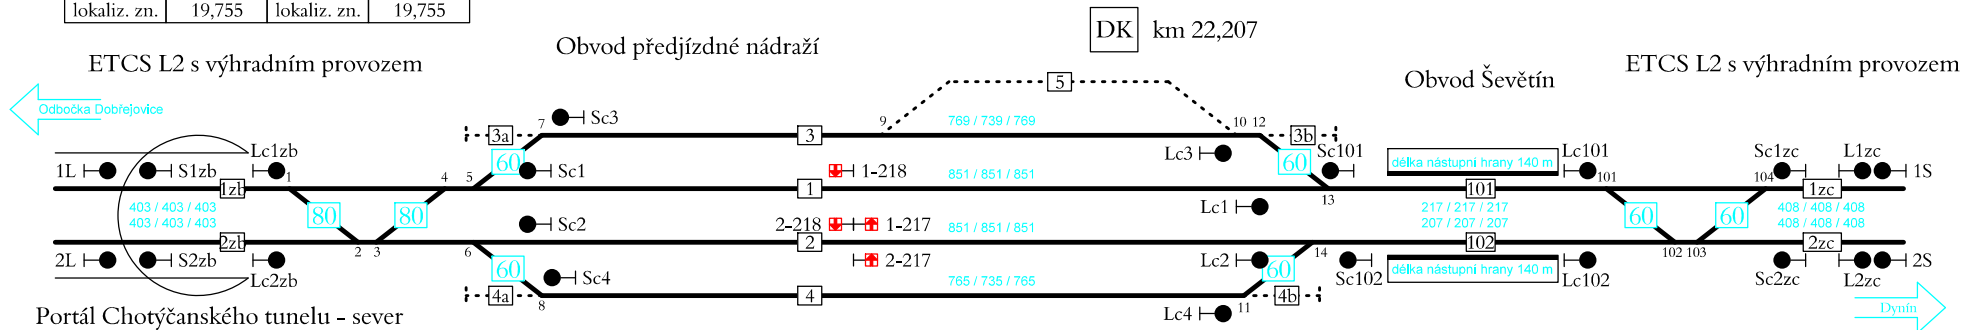 lokaliz. zn. 19,755 lokaliz. zn. 19,755
DK km 22,207
Obvod předjízdné nádraží
ETCS L2 s výhradním provozem
ETCS L2 s výhradním provozem
Obvod Ševětín
5
Odbočka Dobřejovice
Sc3
7
9
769 / 739 / 769
10 12
3a
3
3b
Lc1zb
60
Lc3
60
Sc101
délka nástupní hrany 140 m
Lc101
Sc1zc
L1zc
1L
S1zb
1
4
5
Sc1
1-218
851 / 851 / 851
101
104
1S
1zb
1
13
101
1zc
403 / 403 / 403
403 / 403 / 403
80
80
Sc2
2-218
1-217
851 / 851 / 851
Lc1
217 / 217 / 217
207 / 207 / 207
60
60
408 / 408 / 408
408 / 408 / 408
2zb
2
102
2zc
2L
S2zb
2
3
6
2-217
Lc2
14
102 103
2S
Lc2zb
60
Sc4
765 / 735 / 765
60
Sc102
délka nástupní hrany 140 m
Lc102
Sc2zc
L2zc
4a
8
4
Lc4
11
4b
Dynín
Portál Chotýčanského tunelu - sever